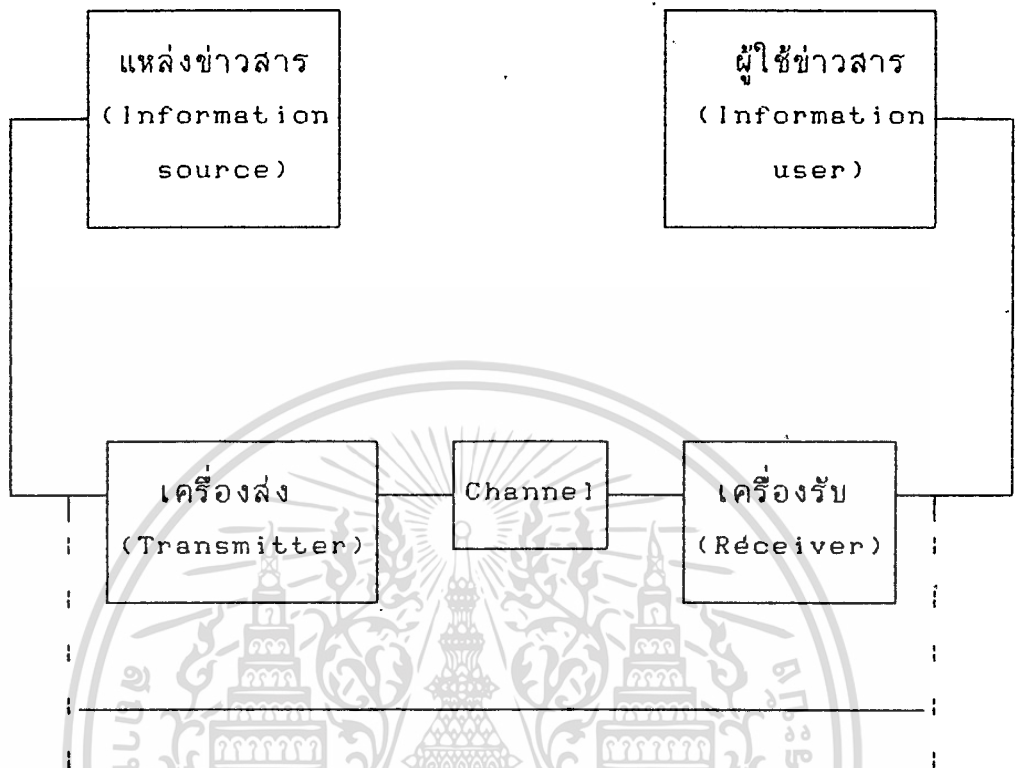 แหล่งข่าวสาร
(Information
source)
ผู้ใช้ข่าวสาร
(Information
user)
เครื่องส่ง
(Transmitter)
Channel
เครื่องรับ
(Receiver)